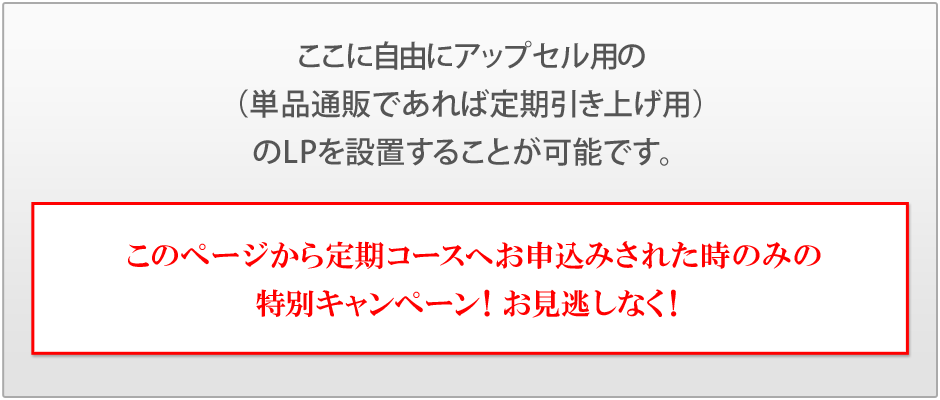 ここに自由にアップセル用の
（単品通販であれば定期引き上げ用）
のLPを設置することが可能です。
このページから定期コースへお申込みされた時のみの
特別キャンペーン！お見逃しなく！